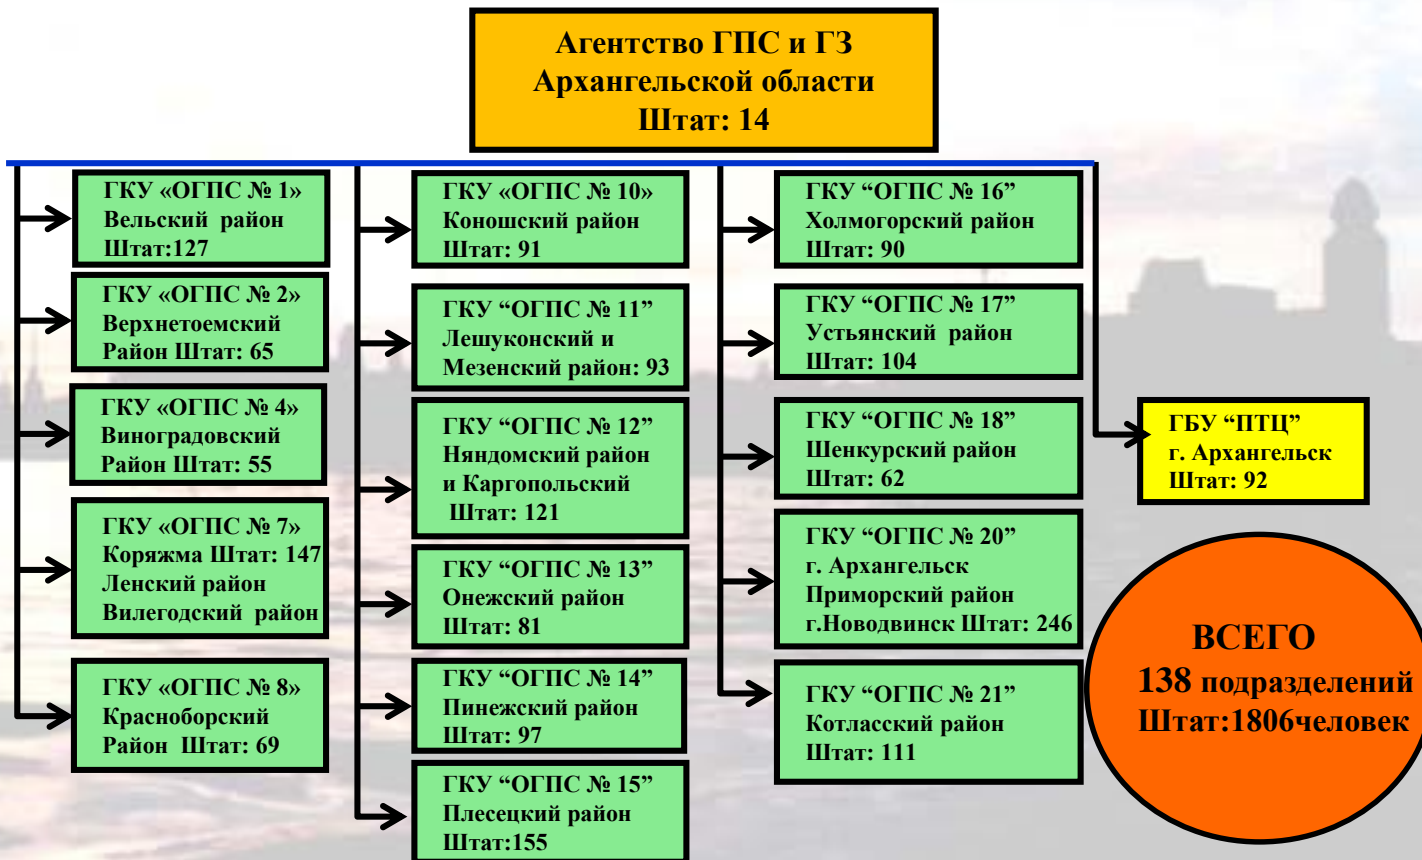 Агентство ГПС и ГЗ
Архангельской области
Штат: 14
ГКУ «ОГПС № 1»
Вельский район
Штат:127
ГКУ «ОГПС № 2»
Верхнетоемский
Район Штат: 65
ГКУ «ОГПС № 4»
Виноградовский
Район Штат: 55
ГКУ «ОГПС № 7»
Коряжма Штат: 147
Ленский район
Вилегодский район
ГКУ «ОГПС № 8»
Красноборский
Район Штат: 69
ГКУ «ОГПС № 10»
Коношский район
Штат: 91
ГКУ “ОГПС № 11”
Лешуконский и
Мезенский район: 93
ГКУ “ОГПС № 12”
Няндомский район
и Каргопольский
Штат: 121
ГКУ “ОГПС № 13”
Онежский район
Штат: 81
ГКУ “ОГПС № 14”
Пинежский район
Штат: 97
ГКУ “ОГПС № 15”
Плесецкий район
Штат:155
ГКУ “ОГПС № 16”
Холмогорский район
Штат: 90
ГКУ “ОГПС № 17”
Устьянский район
Штат: 104
ГКУ “ОГПС № 18”
Шенкурский район
Штат: 62
ГКУ “ОГПС № 20”
г. Архангельск
Приморский район
г.Новодвинск Штат: 246
ГКУ “ОГПС № 21”
Котласский район
Штат: 111
ГБУ “ПТЦ”
г. Архангельск
Штат: 92
ВСЕГО
138 подразделений
Штат:1806человек